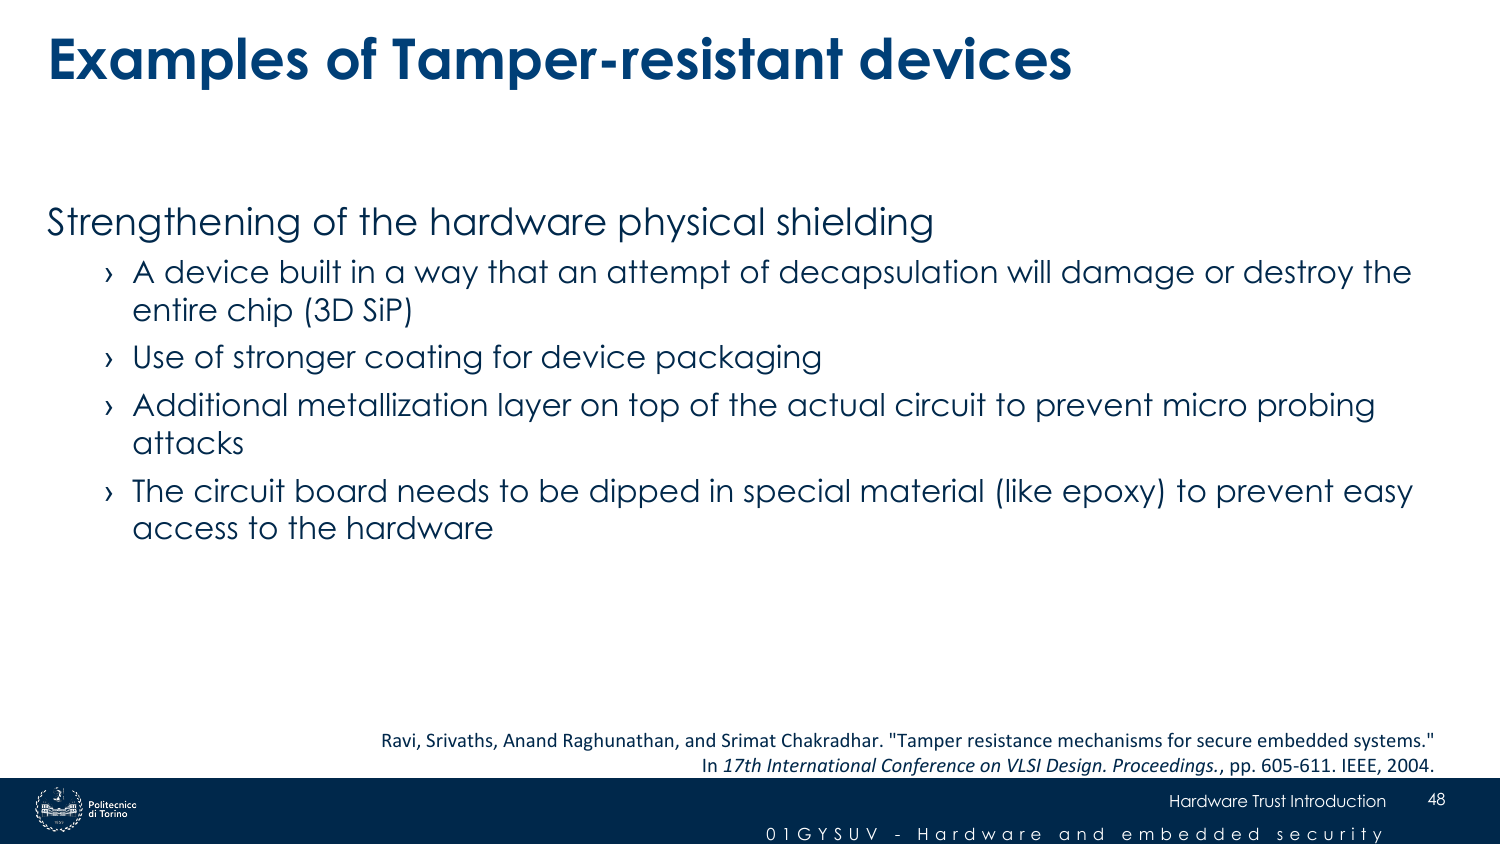 Examples of Tamper-resistant devices
Strengthening of the hardware physical shielding
› A device built in a way that an attempt of decapsulation will damage or destroy the
entire chip (3D SiP)
› Use of stronger coating for device packaging
› Additional metallization layer on top of the actual circuit to prevent micro probing
attacks
› The circuit board needs to be dipped in special material (like epoxy) to prevent easy
access to the hardware
Ravi, Srivaths, Anand Raghunathan, and Srimat Chakradhar. "Tamper resistance mechanisms for secure embedded systems."
In 17th International Conference on VLSI Design. Proceedings., pp. 605-611. IEEE, 2004.
Politecnico
di Torino
Hardware Trust Introduction 48
01GYSUV - Hardware and embedded security